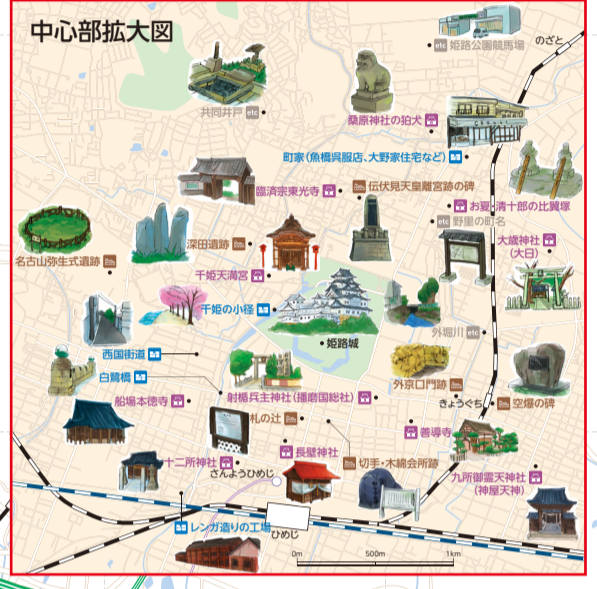 中心部拡大図
etc 姫路公園競馬場
のざと
共同井戸 etc
桑原神社の狛犬
町家(魚橋呉服店、大野家住宅など)
臨済宗東光寺
伝伏見天皇離宮跡の碑
お夏・清十郎の比翼塚
etc 野里の町名
深田遺跡
大歳神社
(大日)
名古山弥生式遺跡
千姫天満宮
千姫の小径
外堀川 etc
姫路城
西国街道
白鷺橋
外京口門跡
きょうぐち
空爆の碑
船場本徳寺
射楯兵主神社(播磨国総社)
札の辻
善導寺
長壁神社
十二所神社
さんようひめじ
切手・木綿会所跡
九所御霊天神社
(神屋天神)
レンガ造りの工場
ひめじ
0m 500m 1km